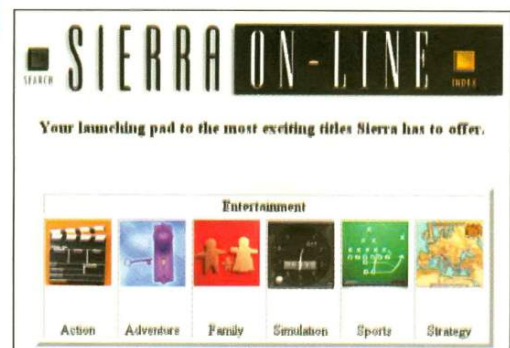 SIERRA ON-LINE
SEARCH
INDEX
Your launching pad to the most exciting titles Sierra has to offer.
Entertainment
Action Adventure Family Simulation Sports Strategy